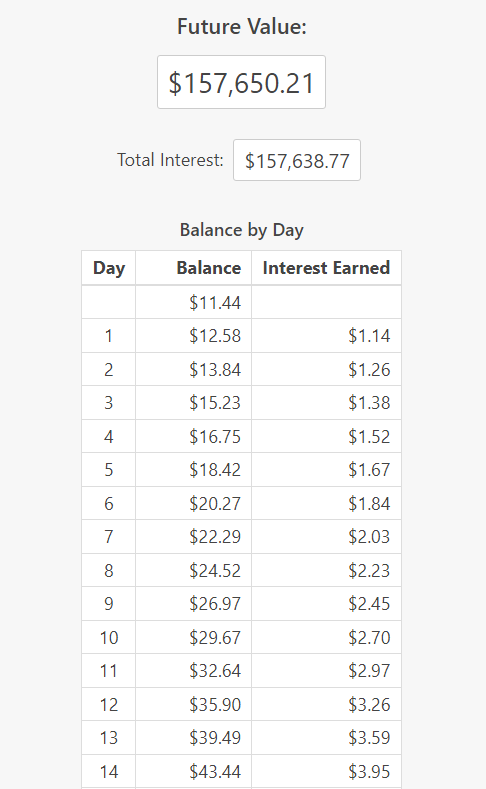 Future Value:
$157,650.21
Total Interest: $157,638.77
Balance by Day
Day Balance Interest Earned
$11.44
1 $12.58 $1.14
2 $13.84 $1.26
3 $15.23 $1.38
4 $16.75 $1.52
5 $18.42 $1.67
6 $20.27 $1.84
7 $22.29 $2.03
8 $24.52 $2.23
9 $26.97 $2.45
10 $29.67 $2.70
11 $32.64 $2.97
12 $35.90 $3.26
13 $39.49 $3.59
14 $43.44 $3.95